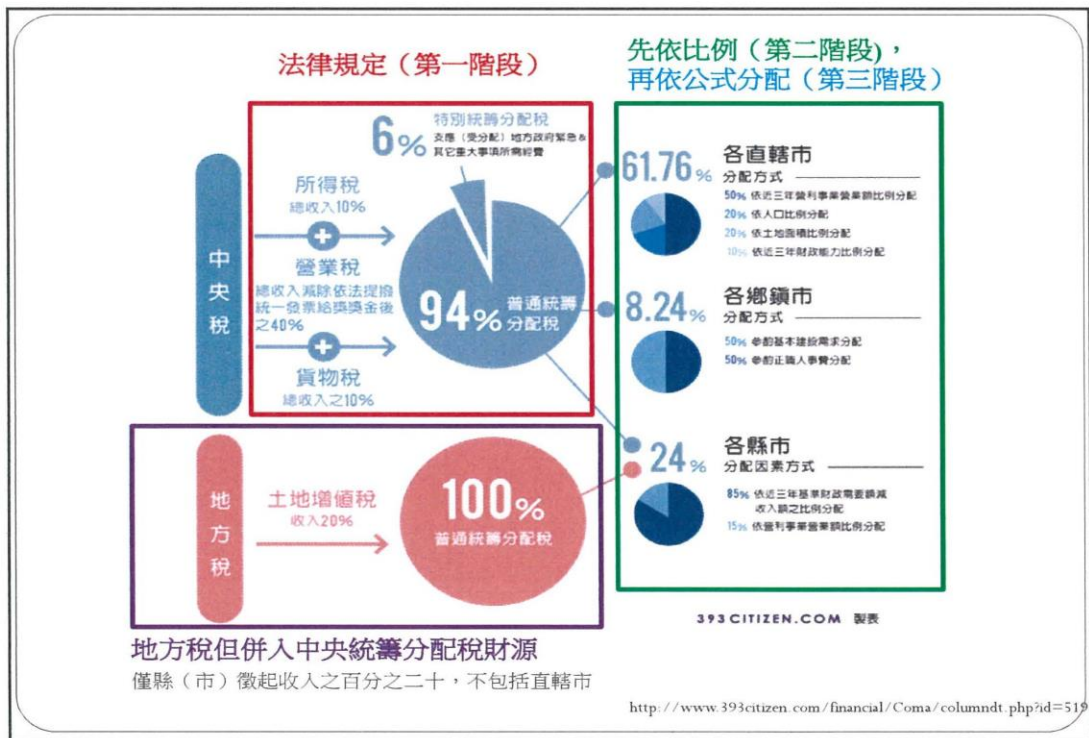 法律規定（第一階段）
先依比例（第二階段)，
再依公式分配（第三階段）
中央稅
所得稅
總收入10%
營業稅
總收入減除依法提撥
統一發票給獎獎金後
之40%
貨物稅
總收入之10%
6%
特別統籌分配稅
支應（受分配）地方政府緊急&
其它重大事項所需經費
94%
普通統籌
分配稅
61.76%
各直轄市
分配方式
50% 依近三年營利事業營業額比例分配
20% 依人口比例分配
20% 依土地面積比例分配
10% 依近三年財政能力比例分配
8.24%
各鄉鎮市
分配方式
50% 參酌基本建設需求分配
50% 參酌正職人事費分配
24%
各縣市
分配因素方式
85% 依近三年基準財政需要額減
收入額之比例分配
15% 依營利事業營業額比例分配
地方稅
土地增值稅
收入20%
100%
普通統籌分配稅
393CITIZEN.COM 製表
地方稅但併入中央統籌分配稅財源
僅縣（市）徵起收入之百分之二十，不包括直轄市
http://www.393citizen.com/financial/Coma/columndt.php?id=519